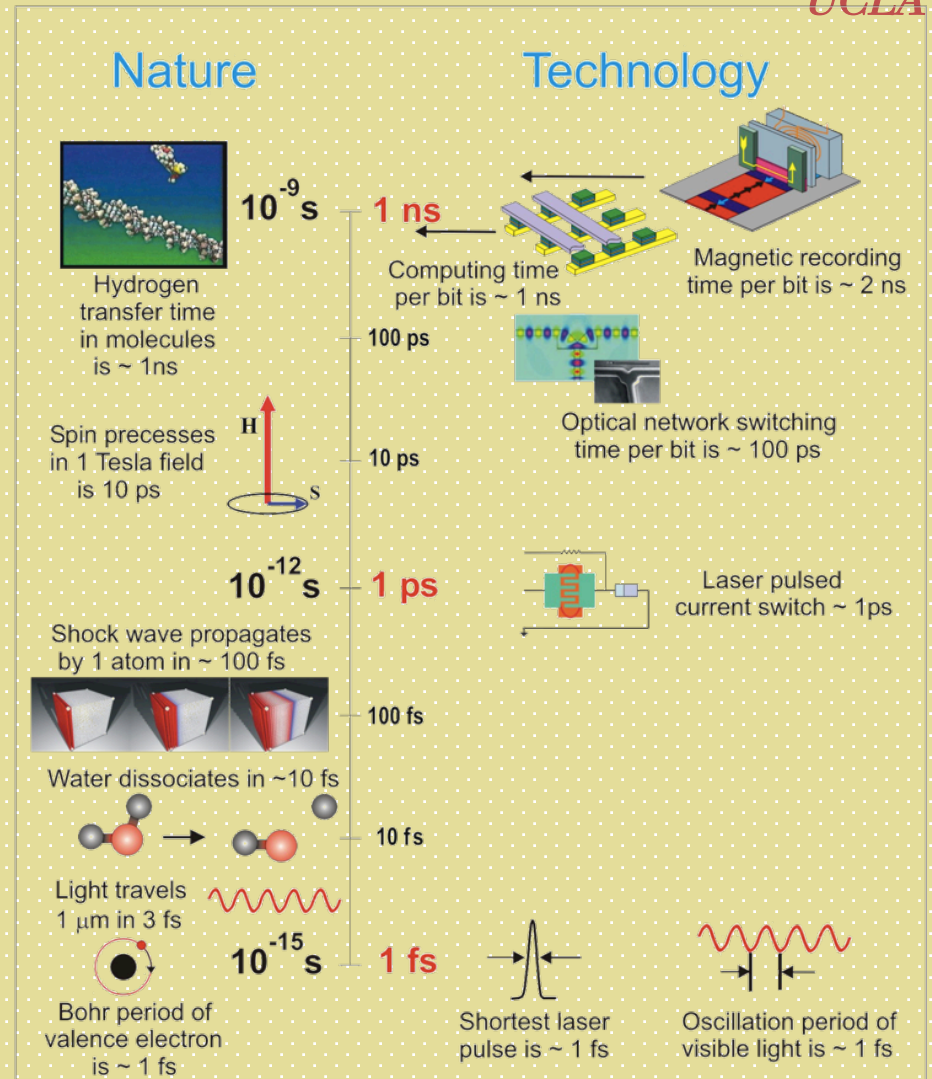 UCLA
Nature
Technology
10⁻⁹s
1 ns
Hydrogen
transfer time
in molecules
is ~ 1ns
Computing time
per bit is ~ 1 ns
Magnetic recording
time per bit is ~ 2 ns
100 ps
Optical network switching
time per bit is ~ 100 ps
Spin precesses
in 1 Tesla field
is 10 ps
H
S
10 ps
10⁻¹²s
1 ps
Laser pulsed
current switch ~ 1ps
Shock wave propagates
by 1 atom in ~ 100 fs
100 fs
Water dissociates in ~10 fs
10 fs
Light travels
1 µm in 3 fs
10⁻¹⁵s
1 fs
Bohr period of
valence electron
is ~ 1 fs
Shortest laser
pulse is ~ 1 fs
Oscillation period of
visible light is ~ 1 fs